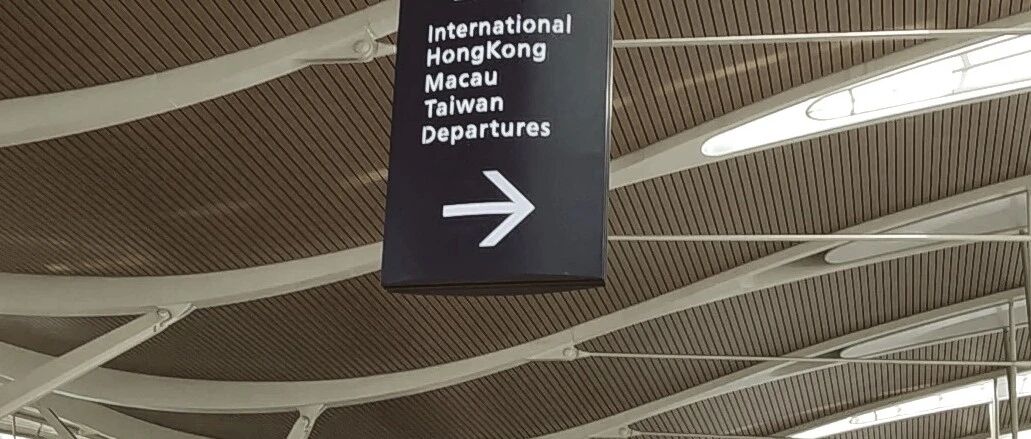 International
HongKong
Macau
Taiwan
Departures